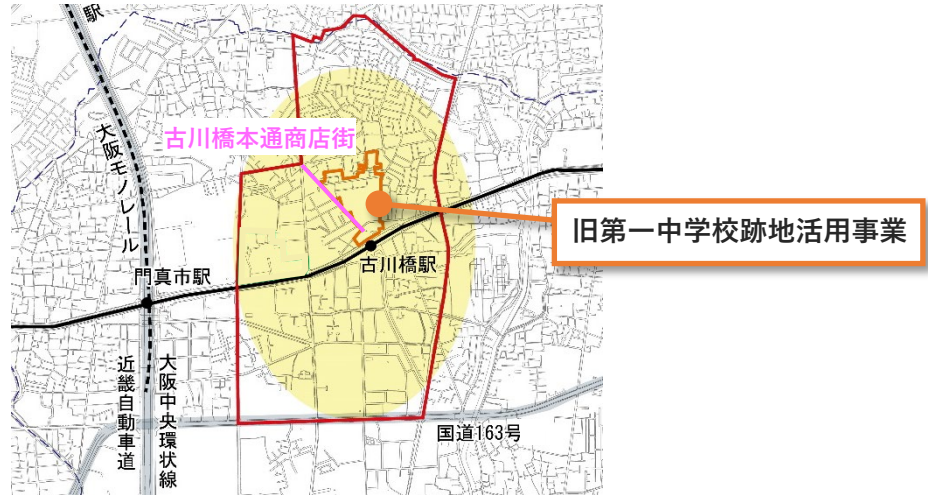 駅
大阪モノレール
古川橋本通商店街
旧第一中学校跡地活用事業
古川橋駅
門真市駅
近畿自動車道
大阪中央環状線
国道163号